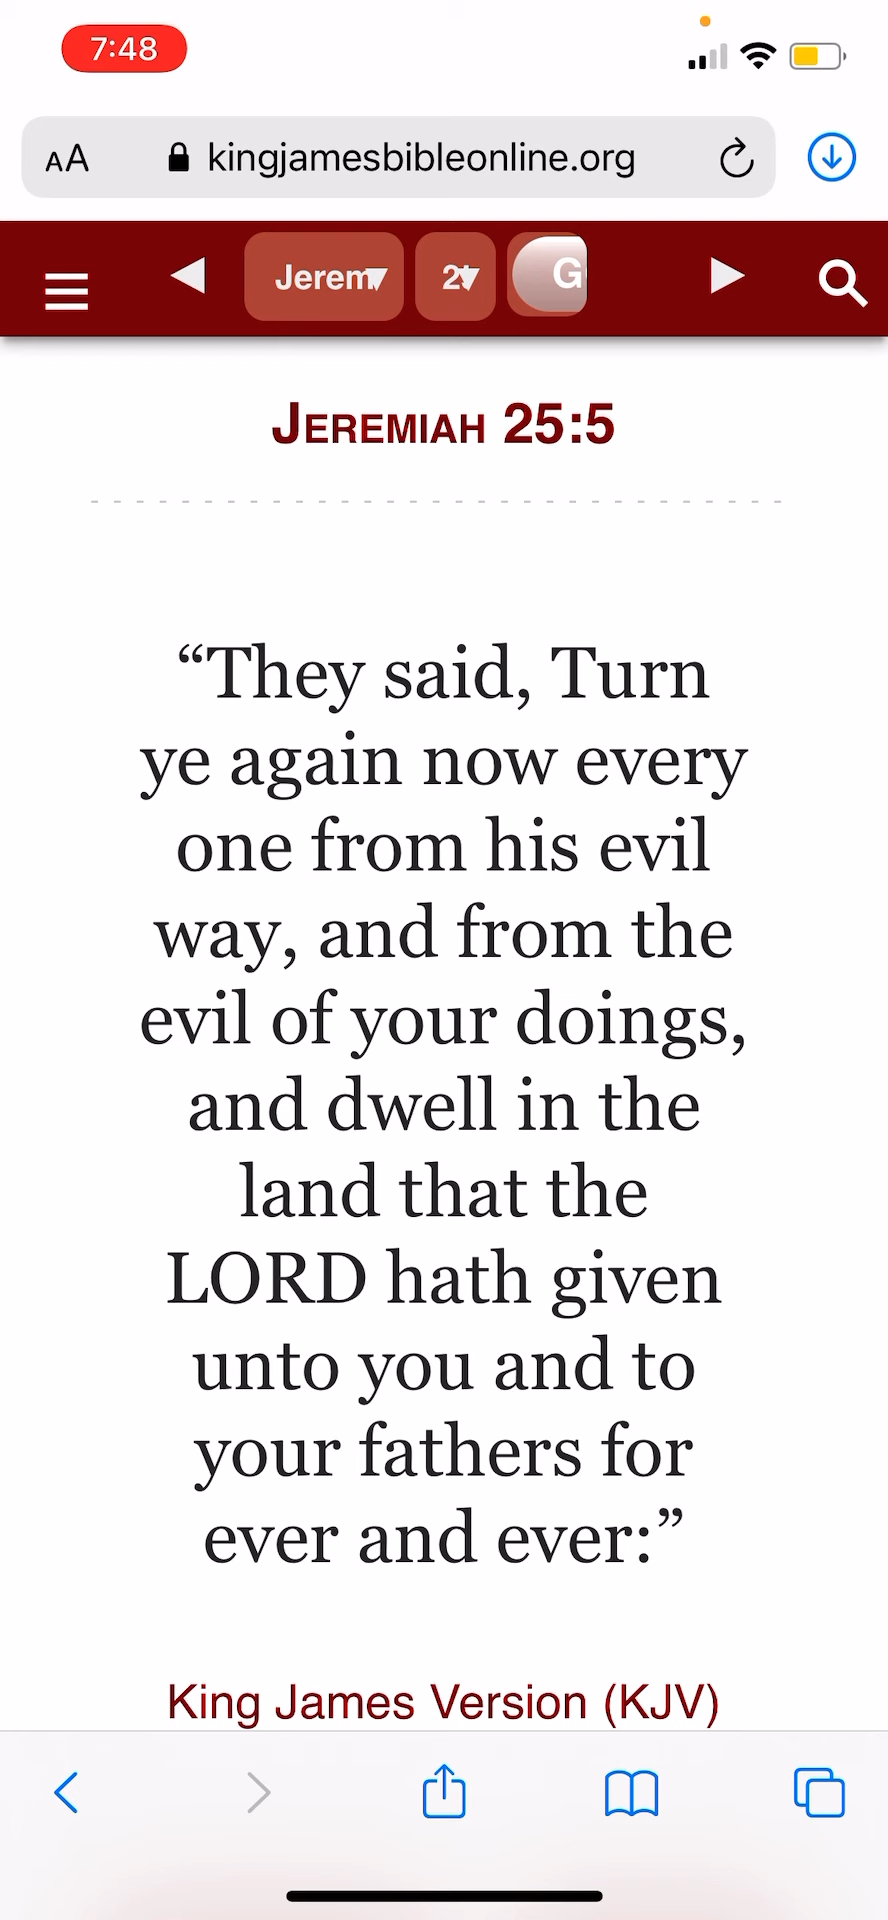 7:48
AA kingjamesbibleonline.org
Jerem G
JEREMIAH 25:5
“They said, Turn
ye again now every
one from his evil
way, and from the
evil of your doings,
and dwell in the
land that the
LORD hath given
unto you and to
your fathers for
ever and ever:”
King James Version (KJV)